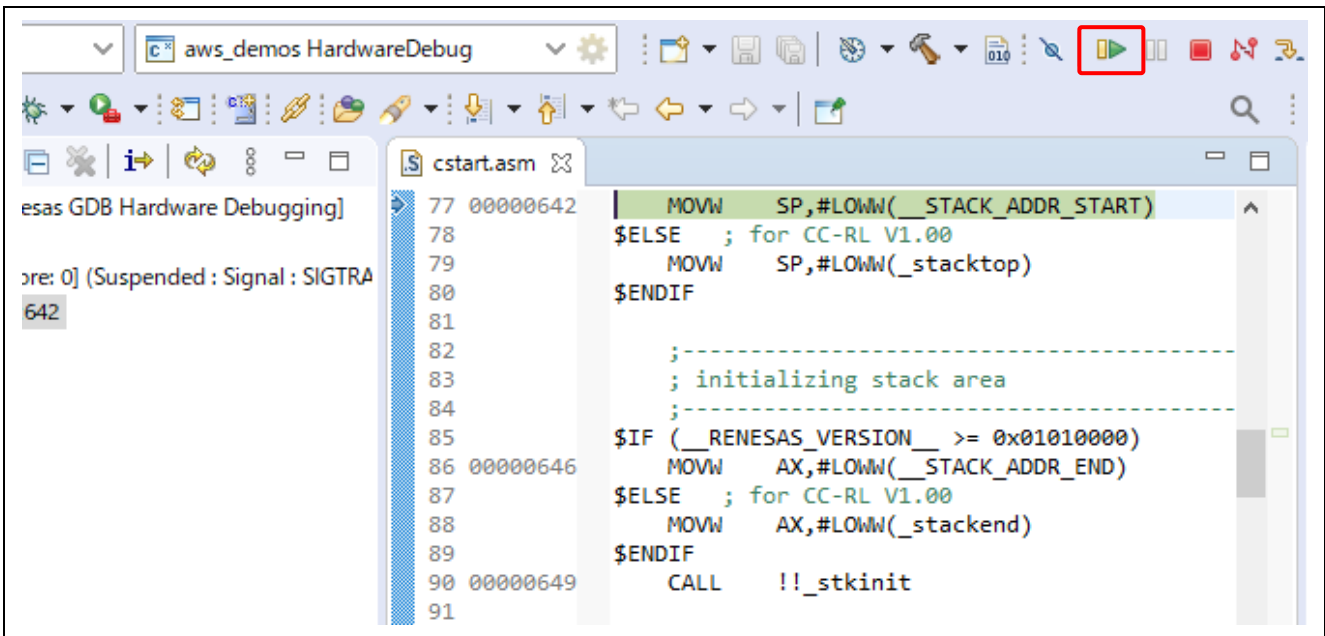 aws_demos HardwareDebug
010
cstart.asm
esas GDB Hardware Debugging]
ore: 0] (Suspended : Signal : SIGTRA
642
77 00000642 MOVW SP,#LOWW(__STACK_ADDR_START)
78 $ELSE ; for CC-RL V1.00
79 MOVW SP,#LOWW(_stacktop)
80 $ENDIF
81
82 ;-----------------------------------------
83 ; initializing stack area
84 ;-----------------------------------------
85 $IF (__RENESAS_VERSION__ >= 0x01010000)
86 00000646 MOVW AX,#LOWW(__STACK_ADDR_END)
87 $ELSE ; for CC-RL V1.00
88 MOVW AX,#LOWW(_stackend)
89 $ENDIF
90 00000649 CALL !!_stkinit
91